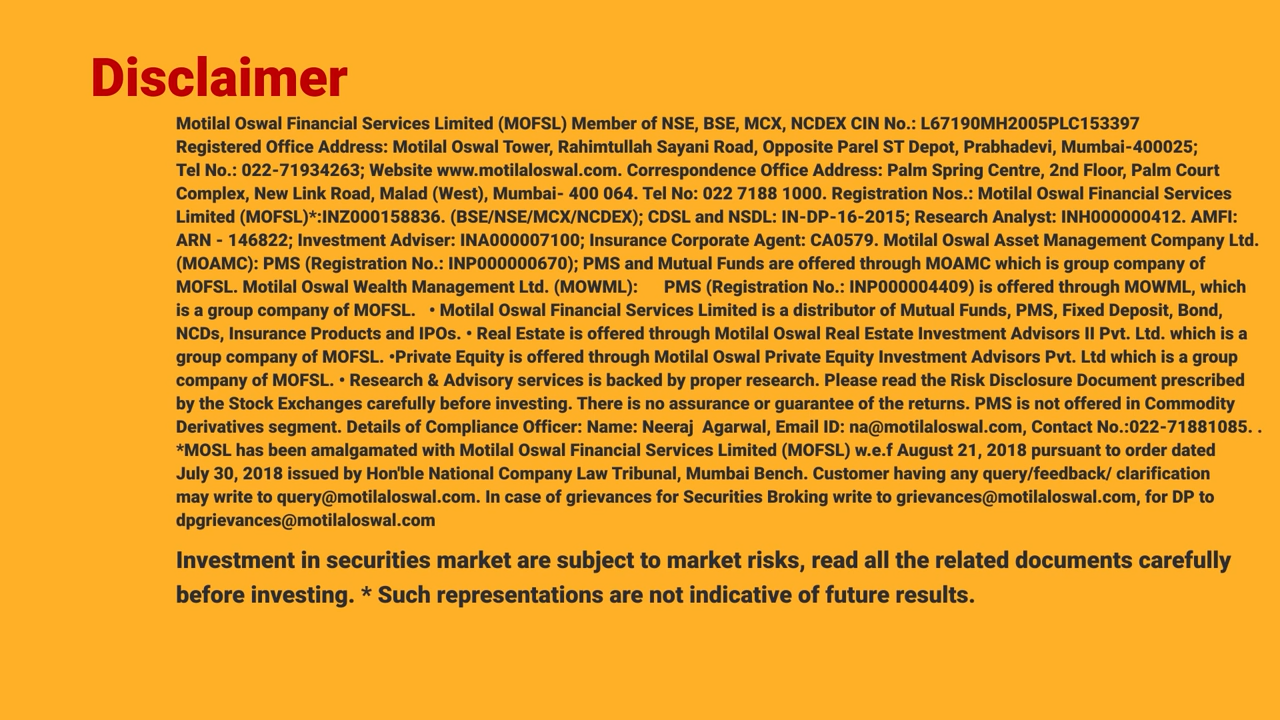 Disclaimer
Motilal Oswal Financial Services Limited (MOFSL) Member of NSE, BSE, MCX, NCDEX CIN No.: L67190MH2005PLC153397
Registered Office Address: Motilal Oswal Tower, Rahimtullah Sayani Road, Opposite Parel ST Depot, Prabhadevi, Mumbai-400025;
Tel No.: 022-71934263; Website www.motilaloswal.com. Correspondence Office Address: Palm Spring Centre, 2nd Floor, Palm Court
Complex, New Link Road, Malad (West), Mumbai- 400 064. Tel No: 022 7188 1000. Registration Nos.: Motilal Oswal Financial Services
Limited (MOFSL)*:INZ000158836. (BSE/NSE/MCX/NCDEX); CDSL and NSDL: IN-DP-16-2015; Research Analyst: INH000000412. AMFI:
ARN - 146822; Investment Adviser: INA000007100; Insurance Corporate Agent: CA0579. Motilal Oswal Asset Management Company Ltd.
(MOAMC): PMS (Registration No.: INP000000670); PMS and Mutual Funds are offered through MOAMC which is group company of
MOFSL. Motilal Oswal Wealth Management Ltd. (MOWML): PMS (Registration No.: INP000004409) is offered through MOWML, which
is a group company of MOFSL. • Motilal Oswal Financial Services Limited is a distributor of Mutual Funds, PMS, Fixed Deposit, Bond,
NCDs, Insurance Products and IPOs. • Real Estate is offered through Motilal Oswal Real Estate Investment Advisors II Pvt. Ltd. which is a
group company of MOFSL. •Private Equity is offered through Motilal Oswal Private Equity Investment Advisors Pvt. Ltd which is a group
company of MOFSL. • Research & Advisory services is backed by proper research. Please read the Risk Disclosure Document prescribed
by the Stock Exchanges carefully before investing. There is no assurance or guarantee of the returns. PMS is not offered in Commodity
Derivatives segment. Details of Compliance Officer: Name: Neeraj Agarwal, Email ID: na@motilaloswal.com, Contact No.:022-71881085. .
*MOSL has been amalgamated with Motilal Oswal Financial Services Limited (MOFSL) w.e.f August 21, 2018 pursuant to order dated
July 30, 2018 issued by Hon'ble National Company Law Tribunal, Mumbai Bench. Customer having any query/feedback/ clarification
may write to query@motilaloswal.com. In case of grievances for Securities Broking write to grievances@motilaloswal.com, for DP to
dpgrievances@motilaloswal.com
Investment in securities market are subject to market risks, read all the related documents carefully
before investing. * Such representations are not indicative of future results.